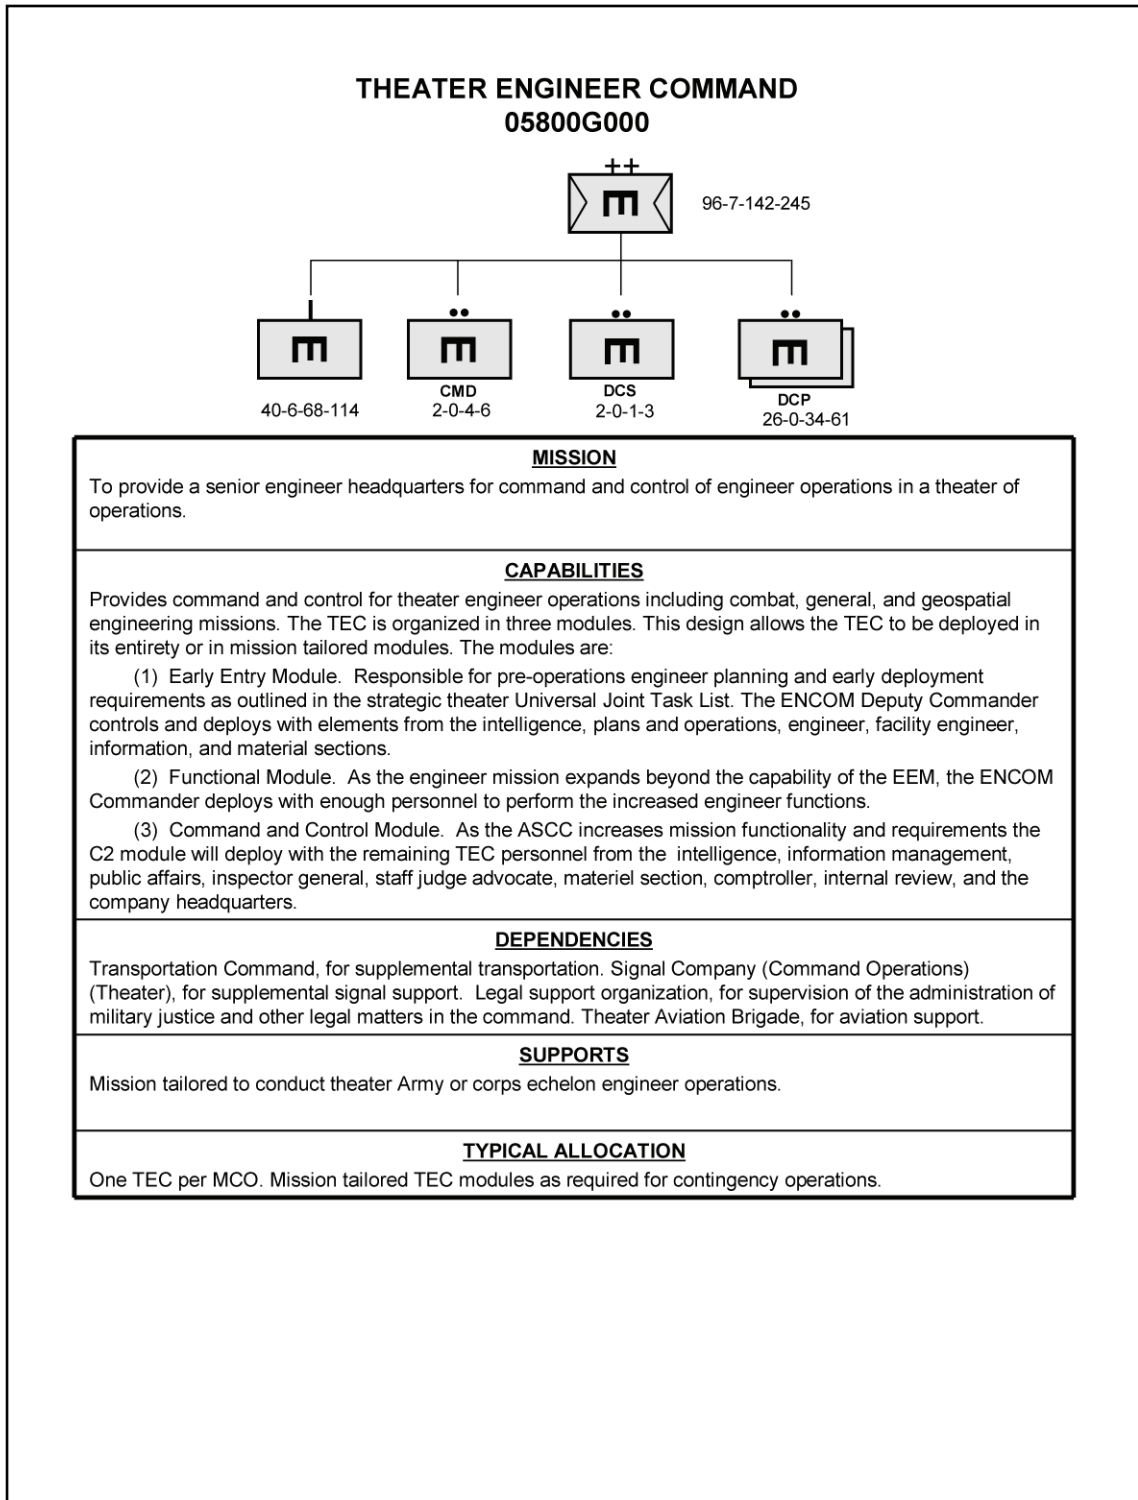 THEATER ENGINEER COMMAND
05800G000
++
E
96-7-142-245
E
E
E
E
40-6-68-114
CMD
2-0-4-6
DCS
2-0-1-3
DCP
26-0-34-61
MISSION
To provide a senior engineer headquarters for command and control of engineer operations in a theater of
operations.
CAPABILITIES
Provides command and control for theater engineer operations including combat, general, and geospatial
engineering missions. The TEC is organized in three modules. This design allows the TEC to be deployed in
its entirety or in mission tailored modules. The modules are:
(1) Early Entry Module. Responsible for pre-operations engineer planning and early deployment
requirements as outlined in the strategic theater Universal Joint Task List. The ENCOM Deputy Commander
controls and deploys with elements from the intelligence, plans and operations, engineer, facility engineer,
information, and material sections.
(2) Functional Module. As the engineer mission expands beyond the capability of the EEM, the ENCOM
Commander deploys with enough personnel to perform the increased engineer functions.
(3) Command and Control Module. As the ASCC increases mission functionality and requirements the
C2 module will deploy with the remaining TEC personnel from the intelligence, information management,
public affairs, inspector general, staff judge advocate, materiel section, comptroller, internal review, and the
company headquarters.
DEPENDENCIES
Transportation Command, for supplemental transportation. Signal Company (Command Operations)
(Theater), for supplemental signal support. Legal support organization, for supervision of the administration of
military justice and other legal matters in the command. Theater Aviation Brigade, for aviation support.
SUPPORTS
Mission tailored to conduct theater Army or corps echelon engineer operations.
TYPICAL ALLOCATION
One TEC per MCO. Mission tailored TEC modules as required for contingency operations.